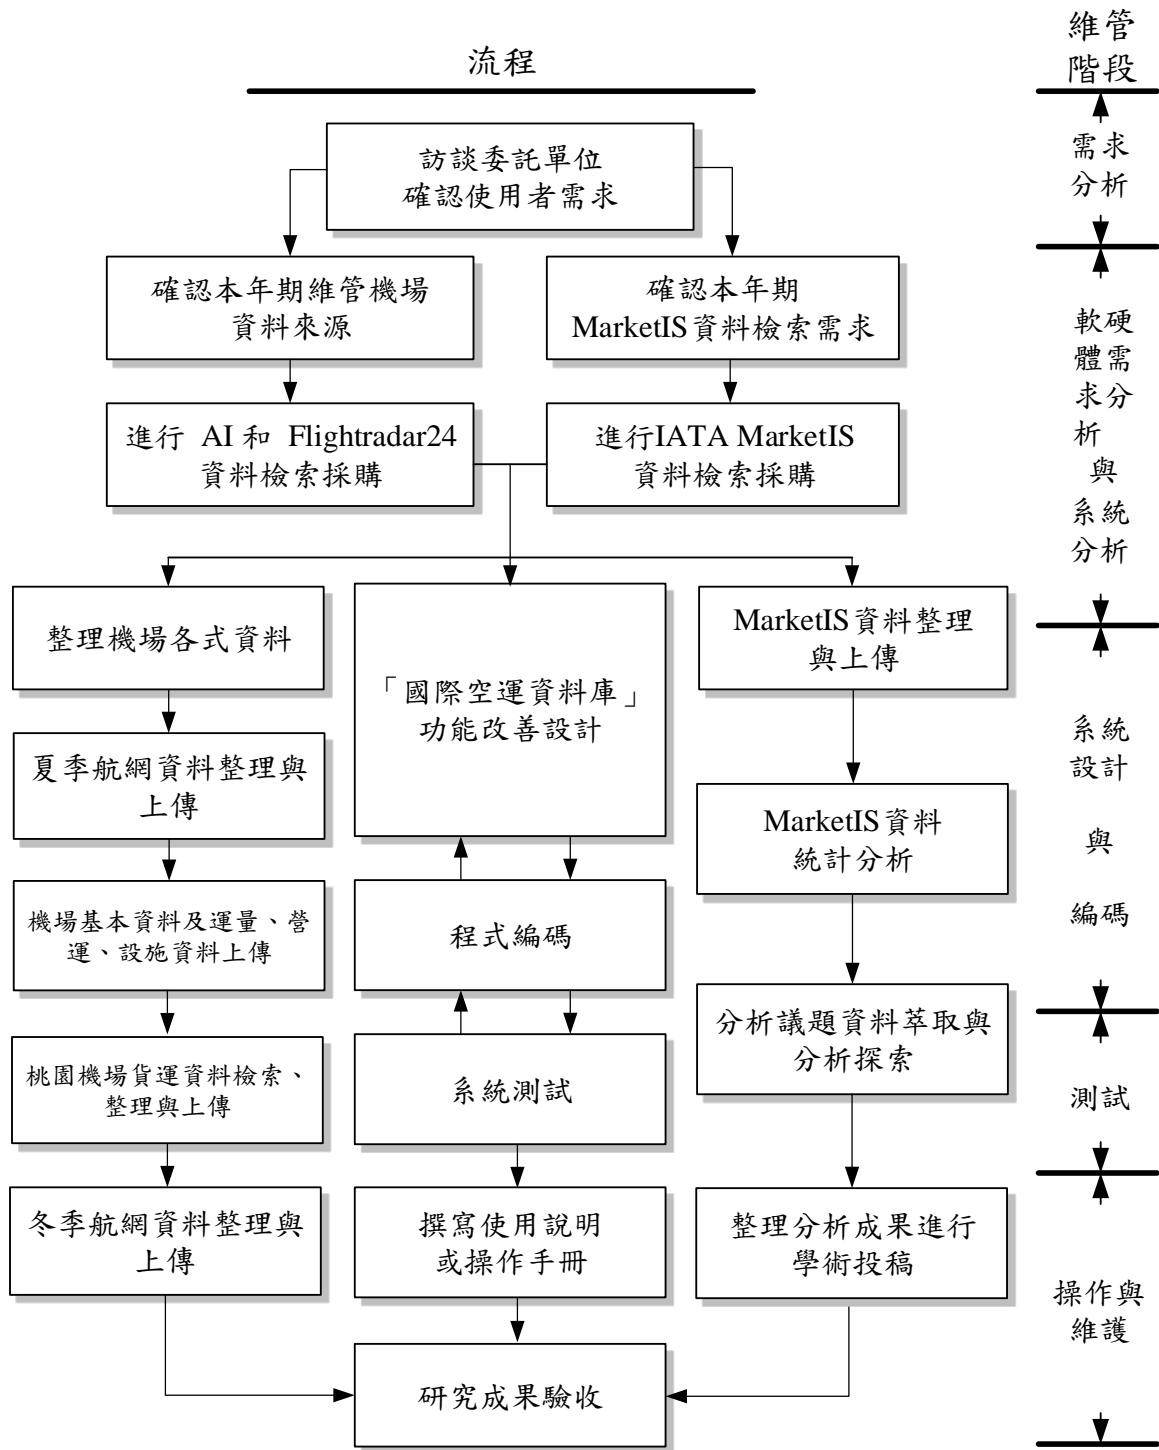 流程
維管
階段
訪談委託單位
確認使用者需求
需求
分析
確認本年期維管機場
資料來源
確認本年期
MarketIS資料檢索需求
進行 AI 和 Flightradar24
資料檢索採購
進行IATA MarketIS
資料檢索採購
軟硬
體需
求分
析
與
系統
分析
整理機場各式資料
「國際空運資料庫」
功能改善設計
MarketIS資料整理
與上傳
夏季航網資料整理與
上傳
MarketIS資料
統計分析
系統
設計
與
編碼
機場基本資料及運量、營
運、設施資料上傳
程式編碼
分析議題資料萃取與
分析探索
桃園機場貨運資料檢索、
整理與上傳
系統測試
測試
冬季航網資料整理與
上傳
撰寫使用說明
或操作手冊
整理分析成果進行
學術投稿
操作與
維護
研究成果驗收